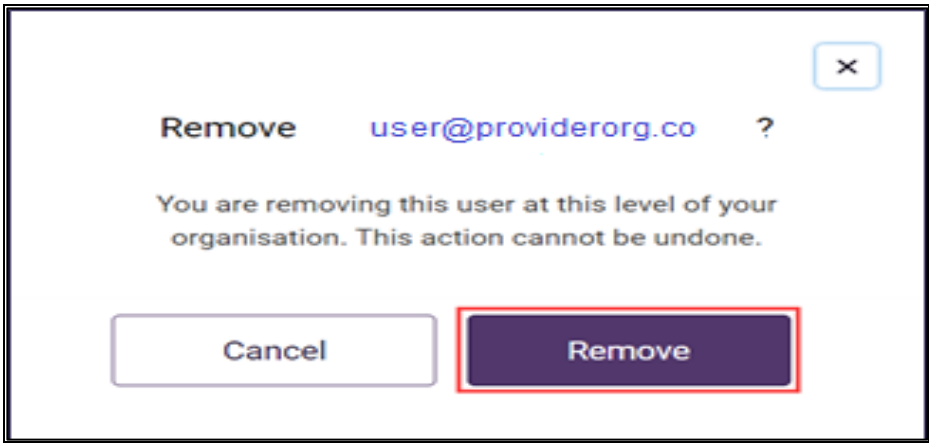 ×
Remove user@providerorg.co ?
You are removing this user at this level of your
organisation. This action cannot be undone.
Cancel Remove